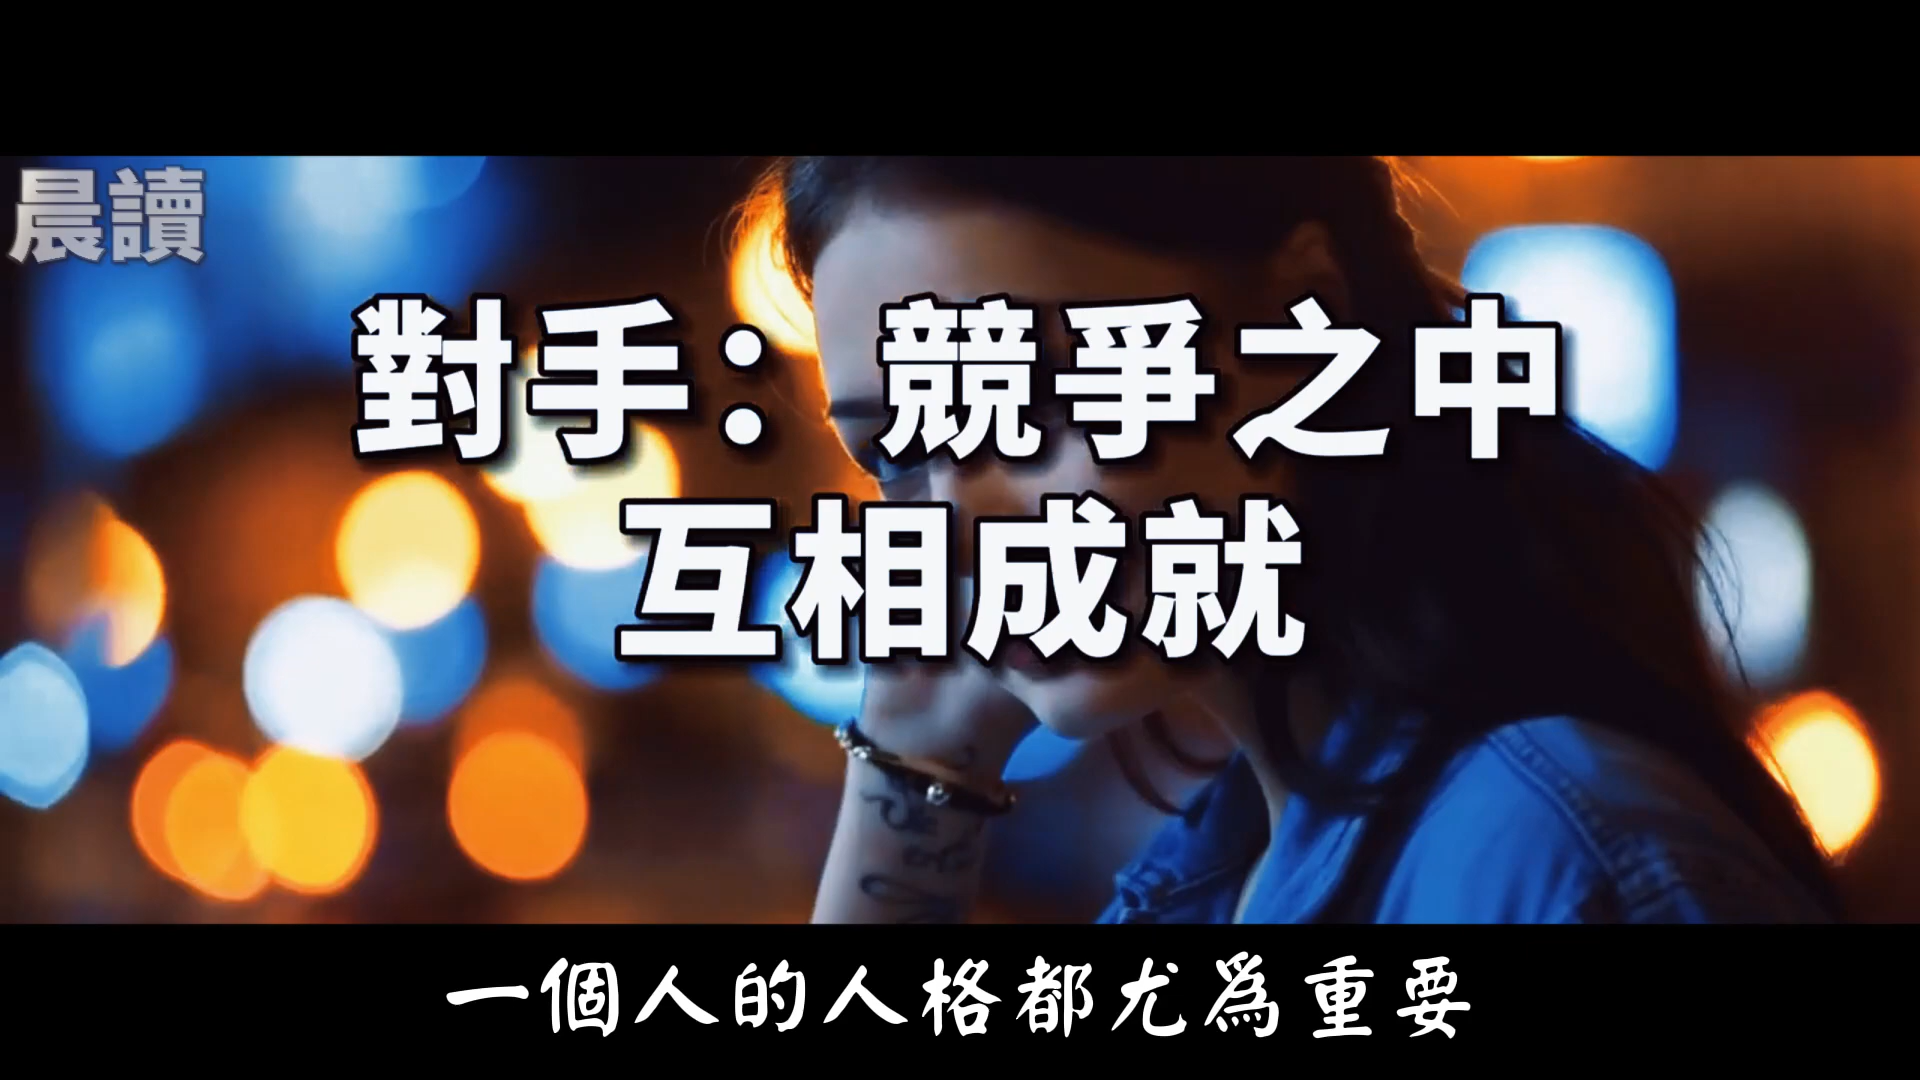 晨讀
對手：競爭之中
互相成就
一個人的人格都尤爲重要